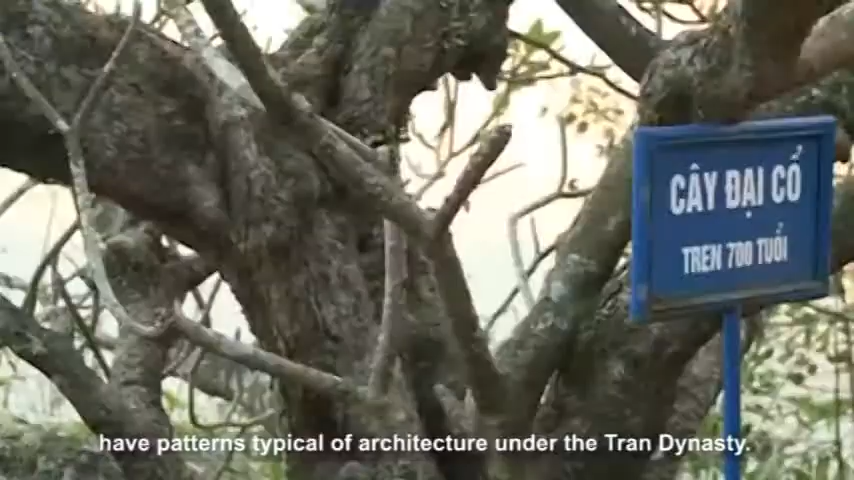 CÂY ĐẠI CỔ
TREN 700 TUỔI
have patterns typical of architecture under the Tran Dynasty.